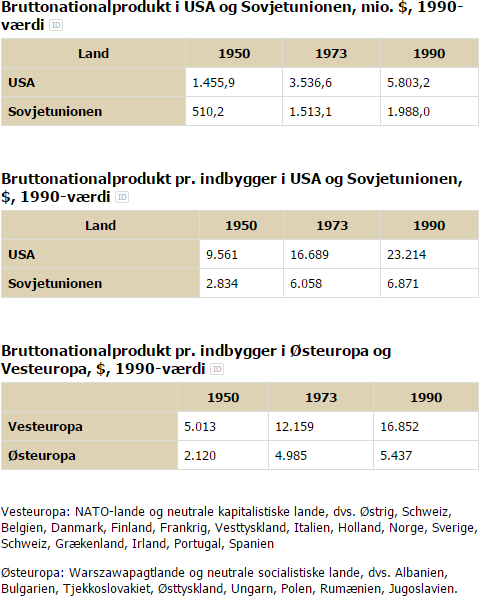 Bruttonationalprodukt i USA og Sovjetunionen, mio. $, 1990-
værdi ID
Land 1950 1973 1990
USA 1.455,9 3.536,6 5.803,2
Sovjetunionen 510,2 1.513,1 1.988,0
Bruttonationalprodukt pr. indbygger i USA og Sovjetunionen,
$, 1990-værdi ID
Land 1950 1973 1990
USA 9.561 16.689 23.214
Sovjetunionen 2.834 6.058 6.871
Bruttonationalprodukt pr. indbygger i Østeuropa og
Vesteuropa, $, 1990-værdi ID
1950 1973 1990
Vesteuropa 5.013 12.159 16.852
Østeuropa 2.120 4.985 5.437
Vesteuropa: NATO-lande og neutrale kapitalistiske lande, dvs. Østrig, Schweiz,
Belgien, Danmark, Finland, Frankrig, Vesttyskland, Italien, Holland, Norge, Sverige,
Schweiz, Grækenland, Irland, Portugal, Spanien
Østeuropa: Warszawapagtlande og neutrale socialistiske lande, dvs. Albanien,
Bulgarien, Tjekkoslovakiet, Østtyskland, Ungarn, Polen, Rumænien, Jugoslavien.